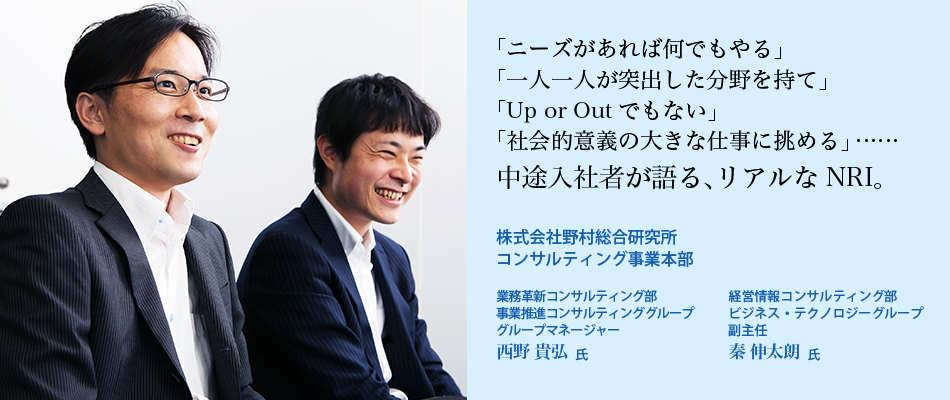 「ニーズがあれば何でもやる」
「一人一人が突出した分野を持て」
「Up or Out でもない」
「社会的意義の大きな仕事に挑める」……
中途入社者が語る、リアルな NRI。
株式会社野村総合研究所
コンサルティング事業本部
業務革新コンサルティング部
事業推進コンサルティンググループ
グループマネージャー
西野 貴弘 氏
経営情報コンサルティング部
ビジネス・テクノロジーグループ
副主任
秦 伸太朗 氏